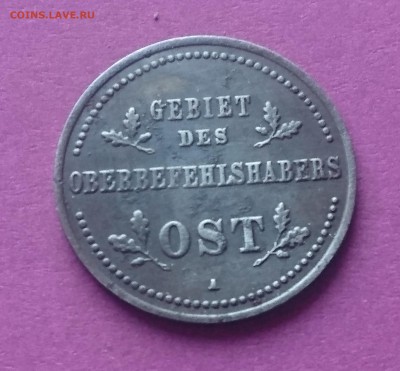 COINS.LAVE.RU
GEBIET
DES
OBERBEFEHLSHABERS
OST
A